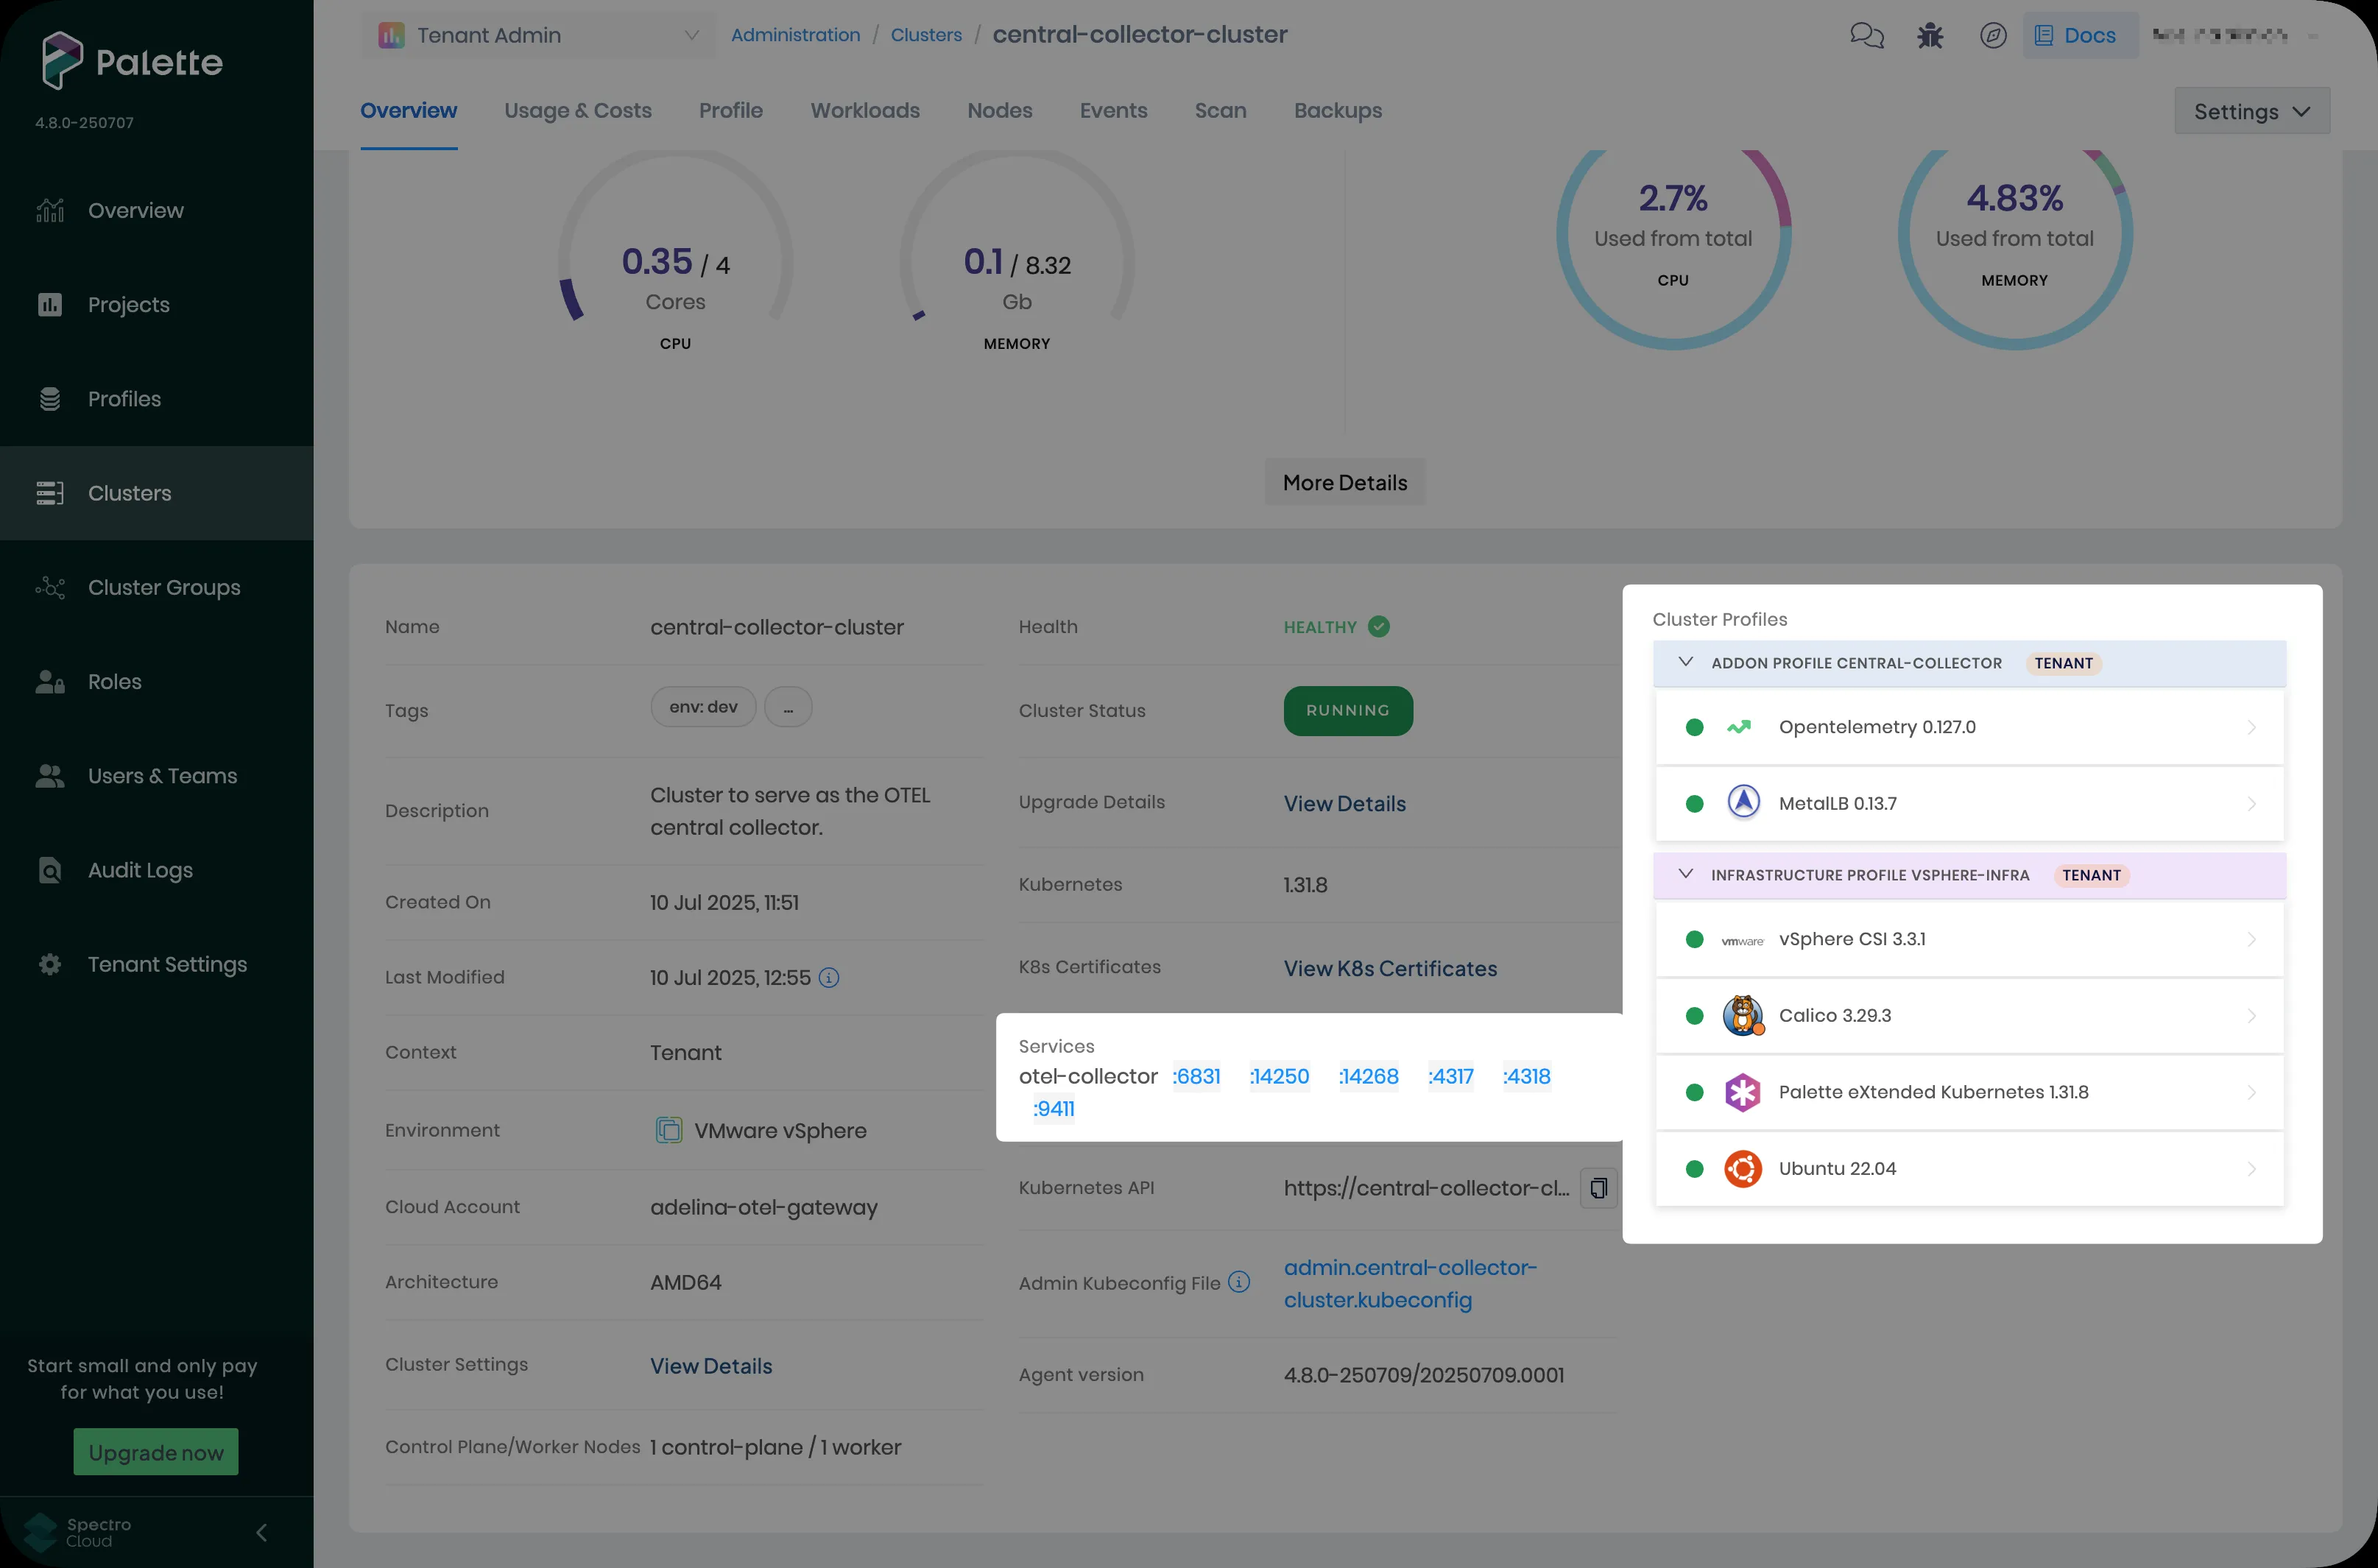 Palette
4.8.0-250707
Overview
Projects
Profiles
Clusters
Cluster Groups
Roles
Users & Teams
Audit Logs
Tenant Settings
Start small and only pay
for what you use!
Upgrade now
Spectro
Cloud
Tenant Admin
Administration / Clusters / central-collector-cluster
Docs
Overview Usage & Costs Profile Workloads Nodes Events Scan Backups
Settings
0.35 / 4
Cores
CPU
0.1 / 8.32
Gb
MEMORY
2.7%
Used from total
CPU
4.83%
Used from total
MEMORY
More Details
Name central-collector-cluster
Tags env: dev ...
Description Cluster to serve as the OTEL
central collector.
Created On 10 Jul 2025, 11:51
Last Modified 10 Jul 2025, 12:55
Context Tenant
Environment VMware vSphere
Cloud Account adelina-otel-gateway
Architecture AMD64
Cluster Settings View Details
Control Plane/Worker Nodes 1 control-plane / 1 worker
Health HEALTHY
Cluster Status RUNNING
Upgrade Details View Details
Kubernetes 1.31.8
K8s Certificates View K8s Certificates
Services
otel-collector :6831 :14250 :14268 :4317 :4318
:9411
Kubernetes API https://central-collector-cl...
Admin Kubeconfig File admin.central-collector-
cluster.kubeconfig
Agent version 4.8.0-250709/20250709.0001
Cluster Profiles
ADDON PROFILE CENTRAL-COLLECTOR TENANT
Opentelemetry 0.127.0
MetalLB 0.13.7
INFRASTRUCTURE PROFILE VSPHERE-INFRA TENANT
vmware vSphere CSI 3.3.1
Calico 3.29.3
Palette eXtended Kubernetes 1.31.8
Ubuntu 22.04